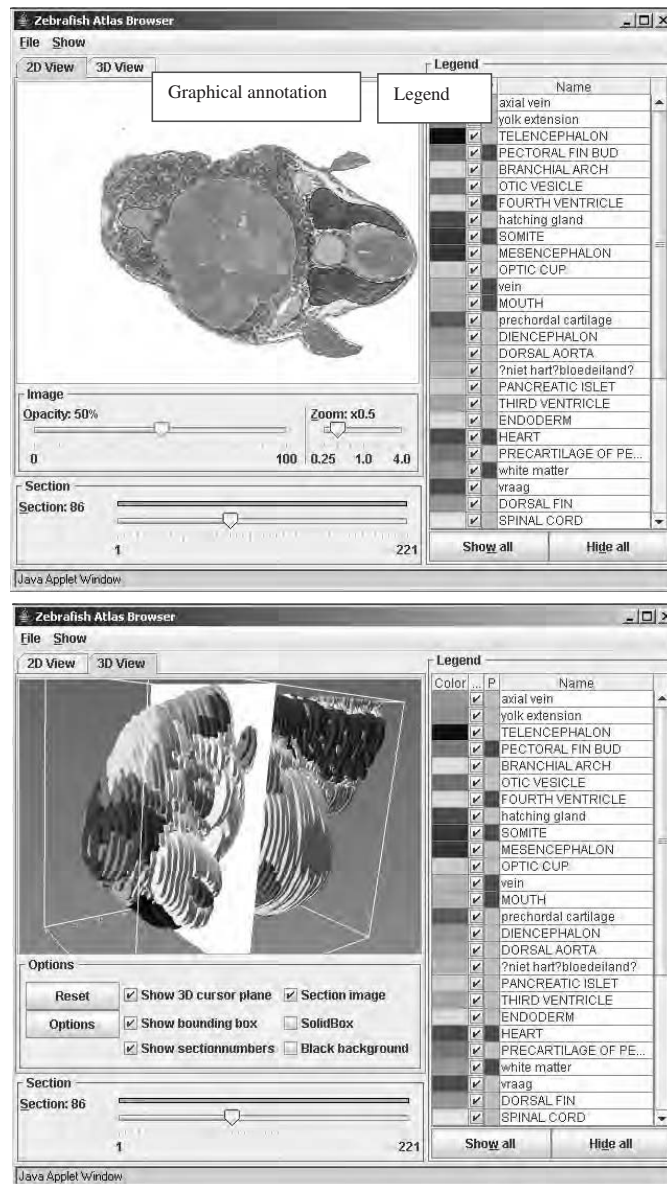 Zebrafish Atlas Browser
File Show
2D View 3D View
Graphical annotation
Legend
Legend
Name
axial vein
yolk extension
TELENCEPHALON
PECTORAL FIN BUD
BRANCHIAL ARCH
OTIC VESICLE
FOURTH VENTRICLE
hatching gland
SOMITE
MESENCEPHALON
OPTIC CUP
vein
MOUTH
prechordal cartilage
DIENCEPHALON
DORSAL AORTA
?niet hart?bloedeiland?
PANCREATIC ISLET
THIRD VENTRICLE
ENDODERM
HEART
PRECARTILAGE OF PE...
white matter
vraag
DORSAL FIN
SPINAL CORD
Show all Hide all
Image
Opacity: 50% Zoom: x0.5
0 100 0.25 1.0 4.0
Section
Section: 86
1 221
Java Applet Window
Zebrafish Atlas Browser
File Show
2D View 3D View
Legend
Color ... P Name
axial vein
yolk extension
TELENCEPHALON
PECTORAL FIN BUD
BRANCHIAL ARCH
OTIC VESICLE
FOURTH VENTRICLE
hatching gland
SOMITE
MESENCEPHALON
OPTIC CUP
vein
MOUTH
prechordal cartilage
DIENCEPHALON
DORSAL AORTA
?niet hart?bloedeiland?
PANCREATIC ISLET
THIRD VENTRICLE
ENDODERM
HEART
PRECARTILAGE OF PE...
white matter
vraag
DORSAL FIN
SPINAL CORD
Show all Hide all
Options
Reset Show 3D cursor plane Section image
Options Show bounding box SolidBox
Show sectionnumbers Black background
Section
Section: 86
1 221
Java Applet Window